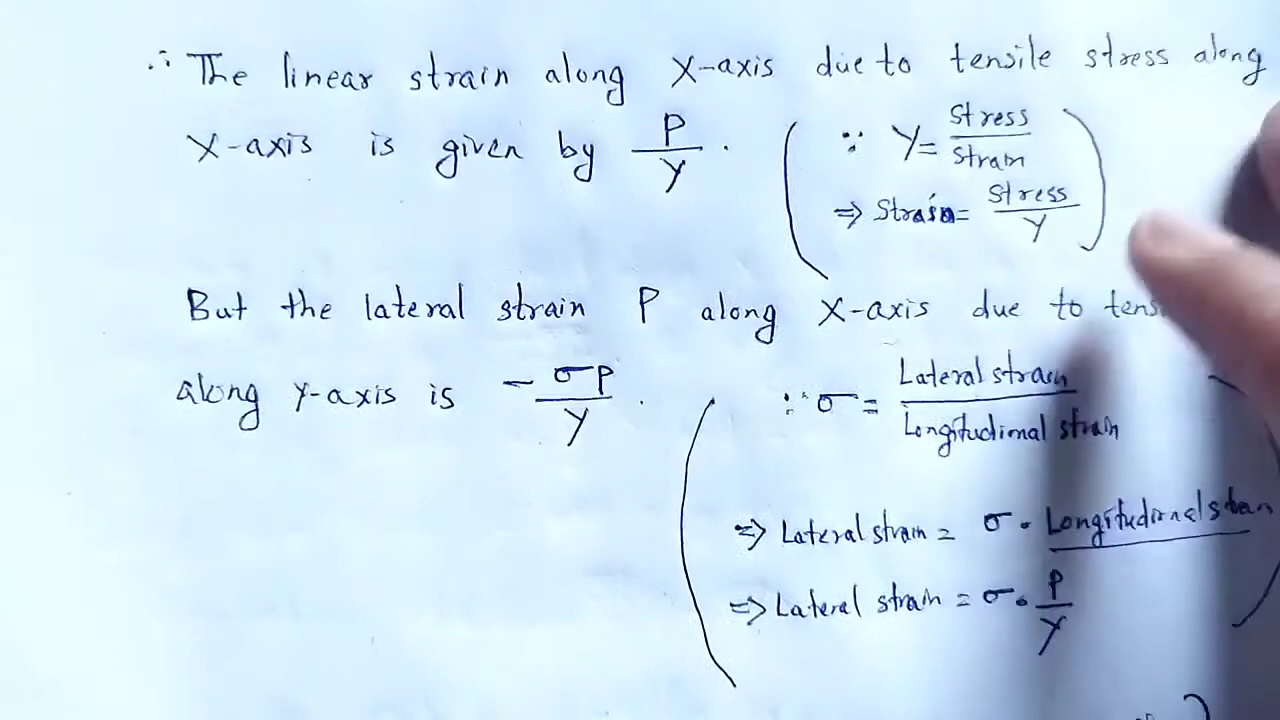 ∴ The linear strain along X-axis due to tensile stress along
X-axis is given by P/Y .
( ∵ Y = Stress/Strain
⇒ Strain = Stress/Y )
But the lateral strain P along X-axis due to
along Y-axis is - σP/Y .
( ∵ σ = Lateral strain/Longitudional strain
⇒ Lateral strain = σ . Longitudional strain
⇒ Lateral strain = σ . P/Y )